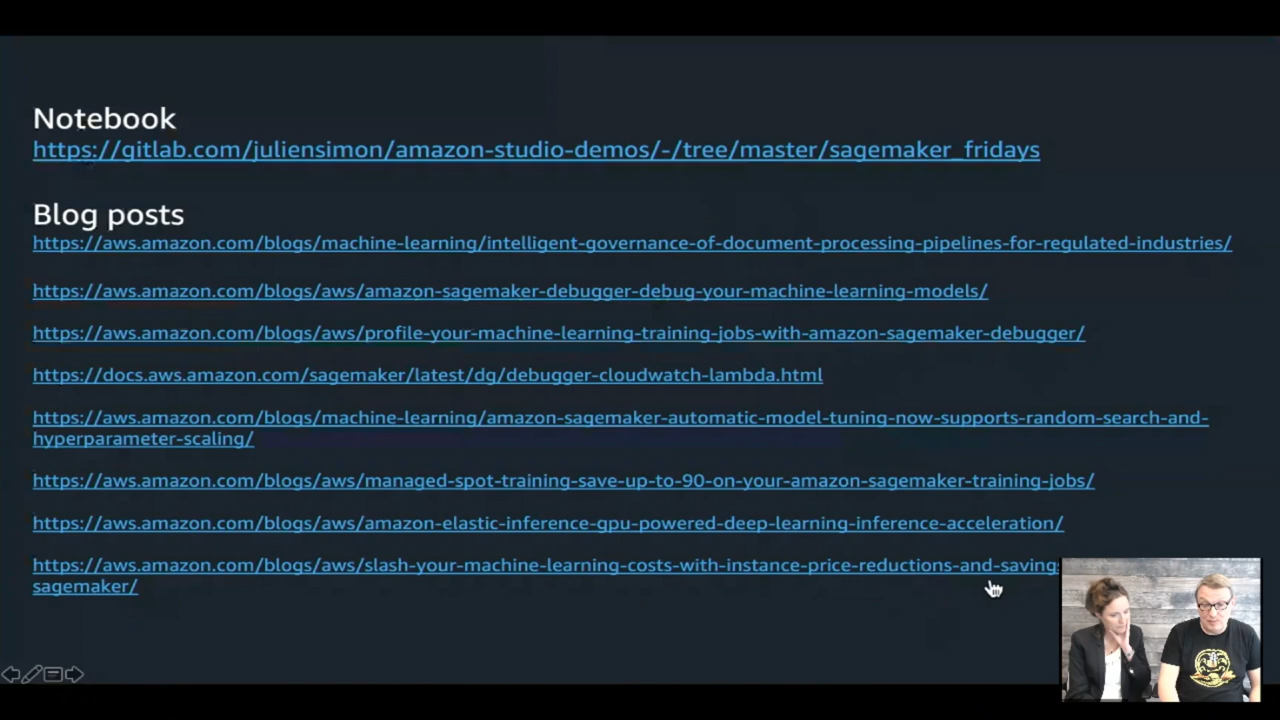 Notebook
https://gitlab.com/juliensimon/amazon-studio-demos/-/tree/master/sagemaker_fridays
Blog posts
https://aws.amazon.com/blogs/machine-learning/intelligent-governance-of-document-processing-pipelines-for-regulated-industries/
https://aws.amazon.com/blogs/aws/amazon-sagemaker-debugger-debug-your-machine-learning-models/
https://aws.amazon.com/blogs/aws/profile-your-machine-learning-training-jobs-with-amazon-sagemaker-debugger/
https://docs.aws.amazon.com/sagemaker/latest/dg/debugger-cloudwatch-lambda.html
https://aws.amazon.com/blogs/machine-learning/amazon-sagemaker-automatic-model-tuning-now-supports-random-search-and-
hyperparameter-scaling/
https://aws.amazon.com/blogs/aws/managed-spot-training-save-up-to-90-on-your-amazon-sagemaker-training-jobs/
https://aws.amazon.com/blogs/aws/amazon-elastic-inference-gpu-powered-deep-learning-inference-acceleration/
https://aws.amazon.com/blogs/aws/slash-your-machine-learning-costs-with-instance-price-reductions-and-saving
sagemaker/